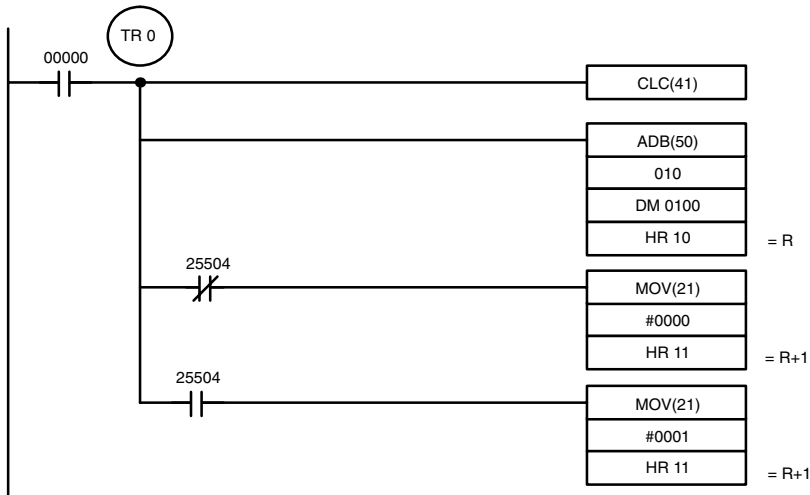 TR 0
00000
CLC(41)
ADB(50)
010
DM 0100
HR 10 = R
25504
MOV(21)
#0000
HR 11 = R+1
25504
MOV(21)
#0001
HR 11 = R+1